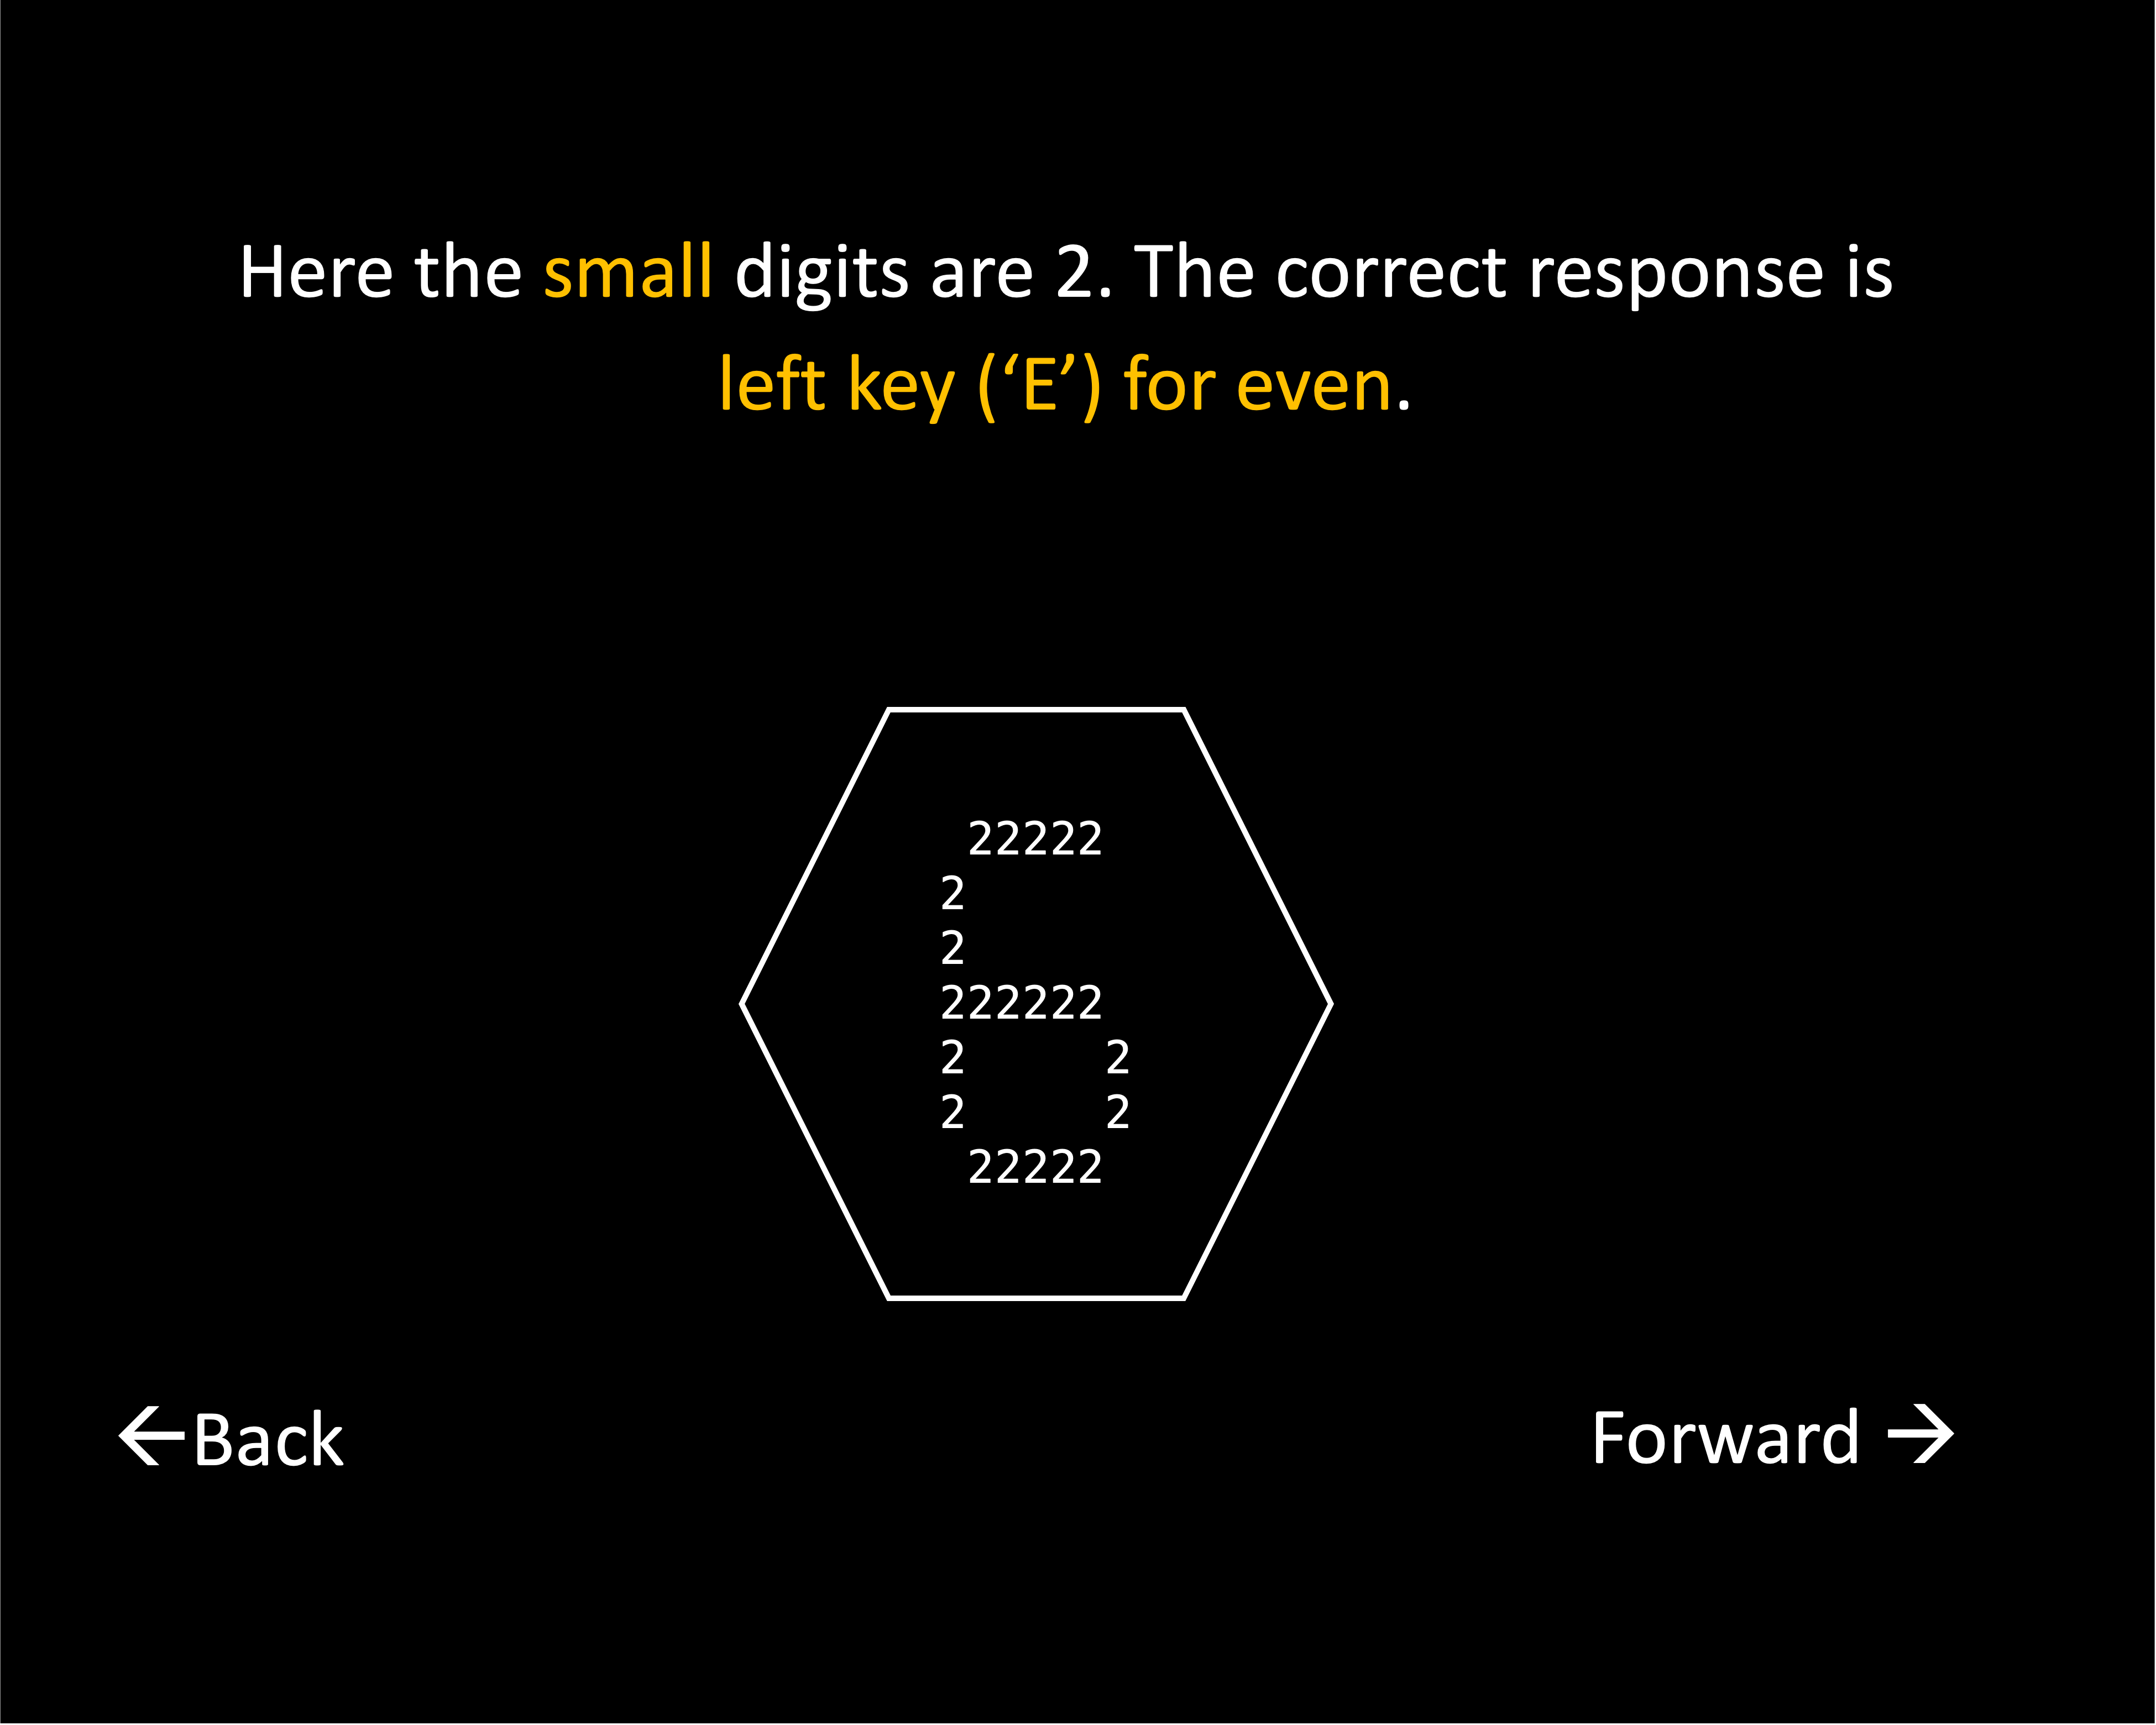 Here the small digits are 2. The correct response is
left key (‘E’) for even.
22222
2
2
222222
2 2
2 2
22222
←Back
Forward →